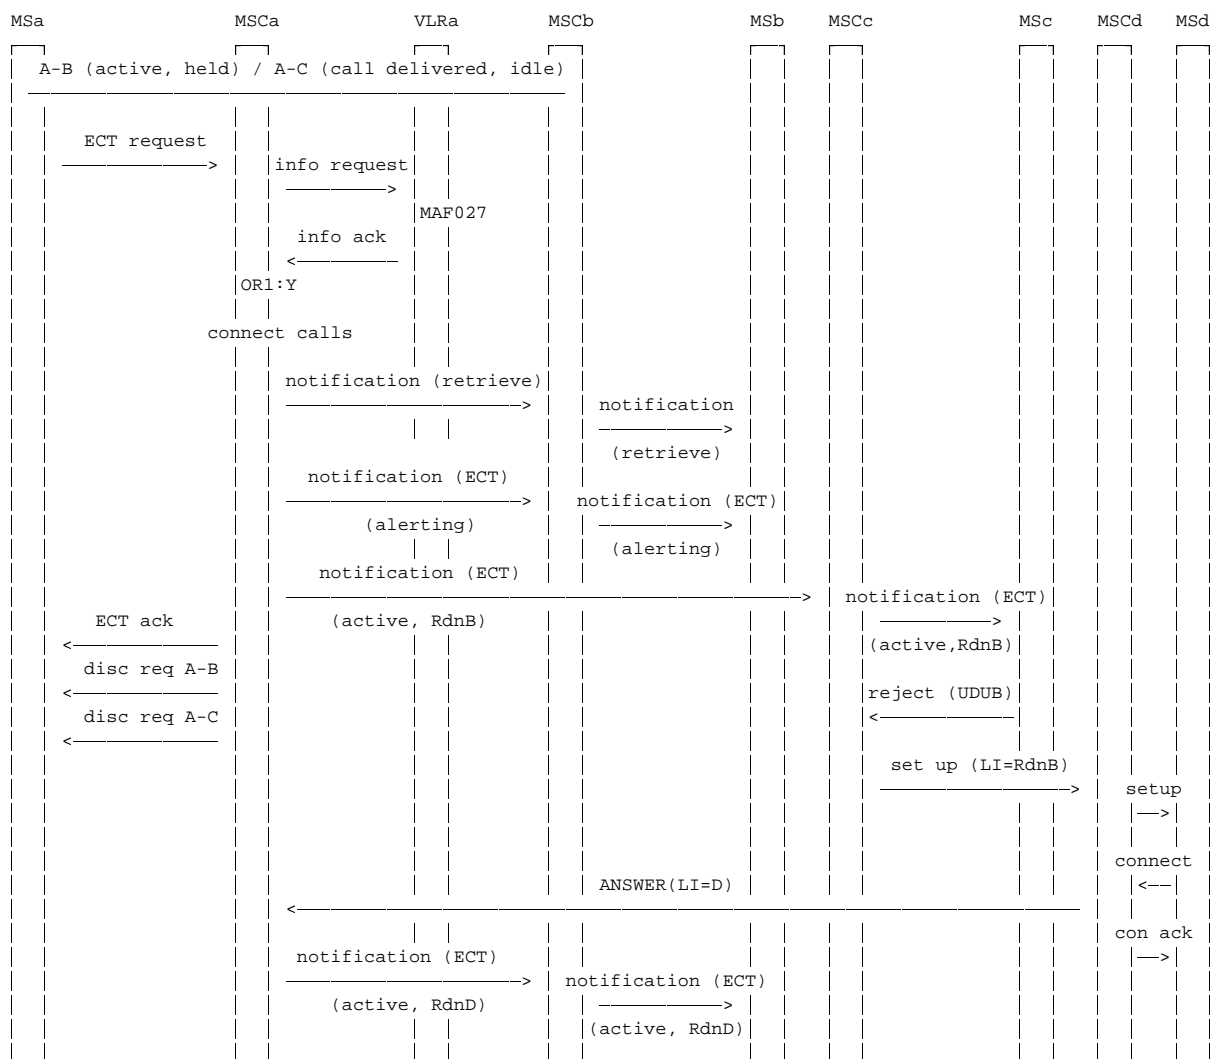 MSa MSCa VLRa MSCb MSb MSCc MSc MSCd MSd
A-B (active, held) / A-C (call delivered, idle)
ECT request
info request
MAF027
info ack
OR1:Y
connect calls
notification (retrieve)
notification
(retrieve)
notification (ECT)
notification (ECT)
(alerting)
(alerting)
notification (ECT)
notification (ECT)
ECT ack (active, RdnB)
(active,RdnB)
disc req A-B
reject (UDUB)
disc req A-C
set up (LI=RdnB)
setup
connect
ANSWER(LI=D)
con ack
notification (ECT)
notification (ECT)
(active, RdnD)
(active, RdnD)